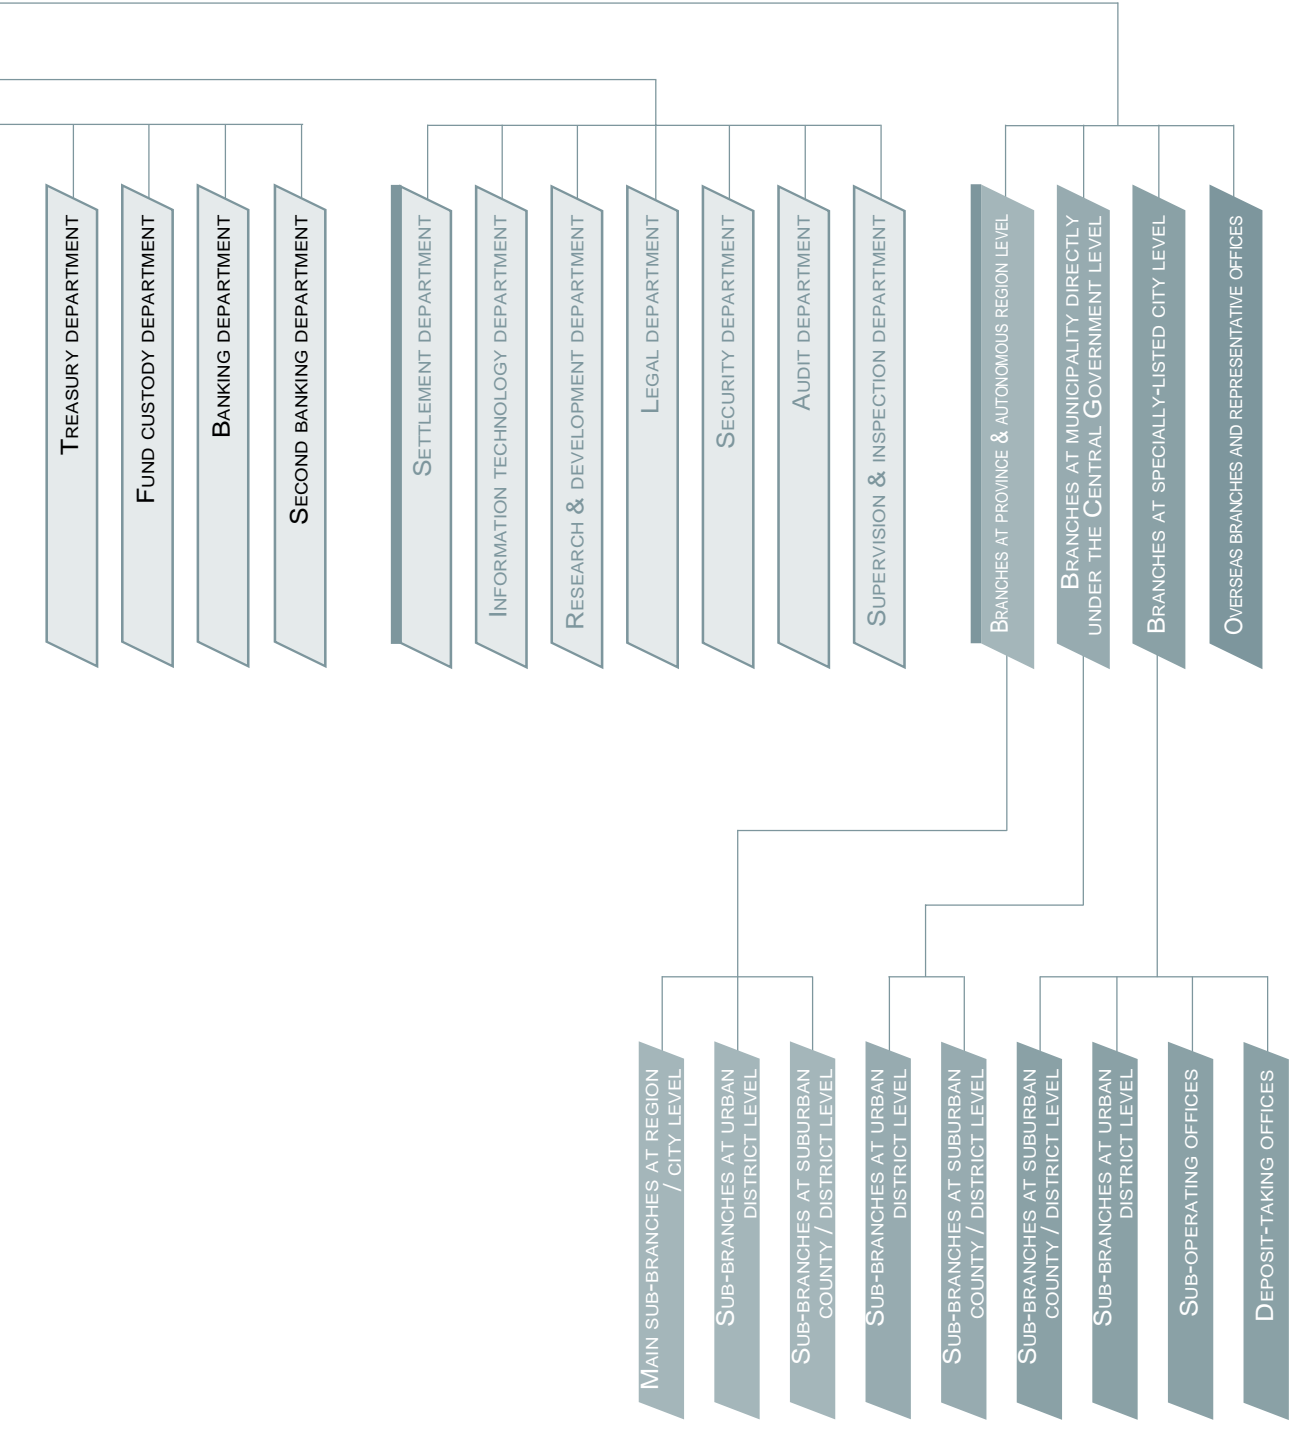 Treasury department
Fund custody department
Banking department
Second banking department
Settlement department
Information technology department
Research & development department
Legal department
Security department
Audit department
Supervision & inspection department
Branches at province & autonomous region level
Branches at municipality directly
under the Central Government level
Branches at specially-listed city level
Overseas branches and representative offices
Main sub-branches at region
/ city level
Sub-branches at urban
district level
Sub-branches at suburban
county / district level
Sub-branches at urban
district level
Sub-branches at suburban
county / district level
Sub-branches at suburban
county / district level
Sub-branches at urban
district level
Sub-operating offices
Deposit-taking offices